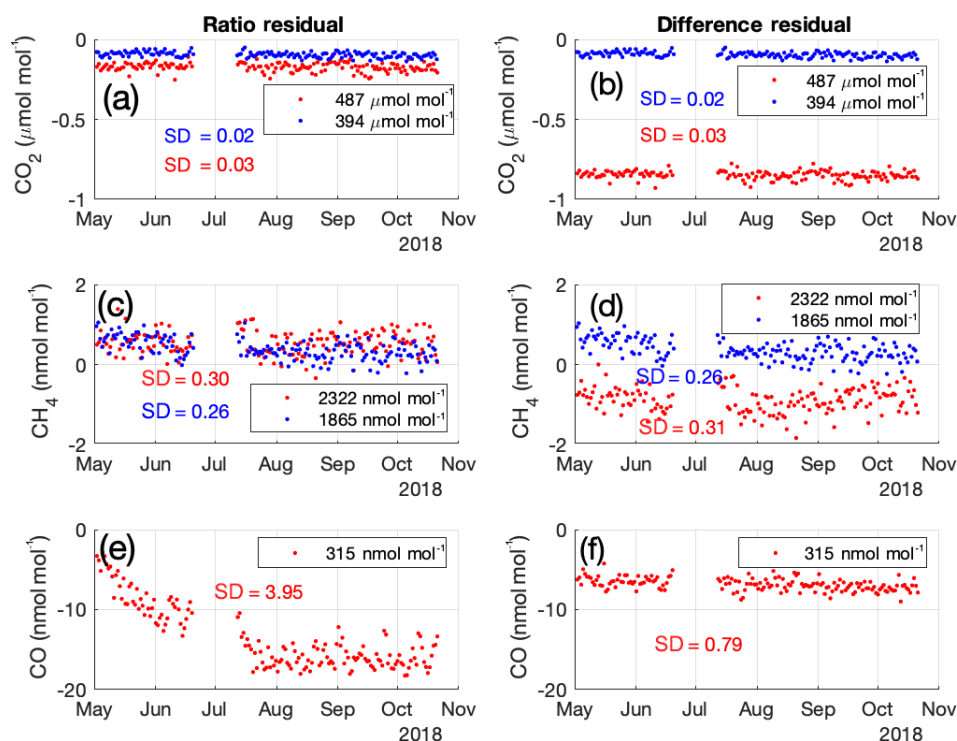 Ratio residual
Difference residual
0
-0.5
-1
CO2 (μmol mol-1)
(a)
487 μmol mol-1
394 μmol mol-1
SD = 0.02
SD = 0.03
May Jun Jul Aug Sep Oct Nov
2018
0
-0.5
-1
CO2 (μmol mol-1)
(b)
487 μmol mol-1
394 μmol mol-1
SD = 0.02
SD = 0.03
May Jun Jul Aug Sep Oct Nov
2018
2
0
-2
CH4 (nmol mol-1)
(c)
SD = 0.30
SD = 0.26
2322 nmol mol-1
1865 nmol mol-1
May Jun Jul Aug Sep Oct Nov
2018
2
0
-2
CH4 (nmol mol-1)
(d)
2322 nmol mol-1
1865 nmol mol-1
SD = 0.26
SD = 0.31
May Jun Jul Aug Sep Oct Nov
2018
0
-10
-20
CO (nmol mol-1)
(e)
315 nmol mol-1
SD = 3.95
May Jun Jul Aug Sep Oct Nov
2018
0
-10
-20
CO (nmol mol-1)
(f)
315 nmol mol-1
SD = 0.79
May Jun Jul Aug Sep Oct Nov
2018